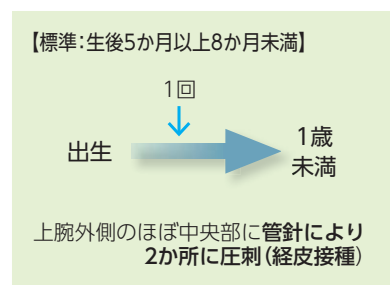 【標準：生後5か月以上8か月未満】
1回
出生
1歳
未満
上腕外側のほぼ中央部に管針により
2か所に圧刺（経皮接種）